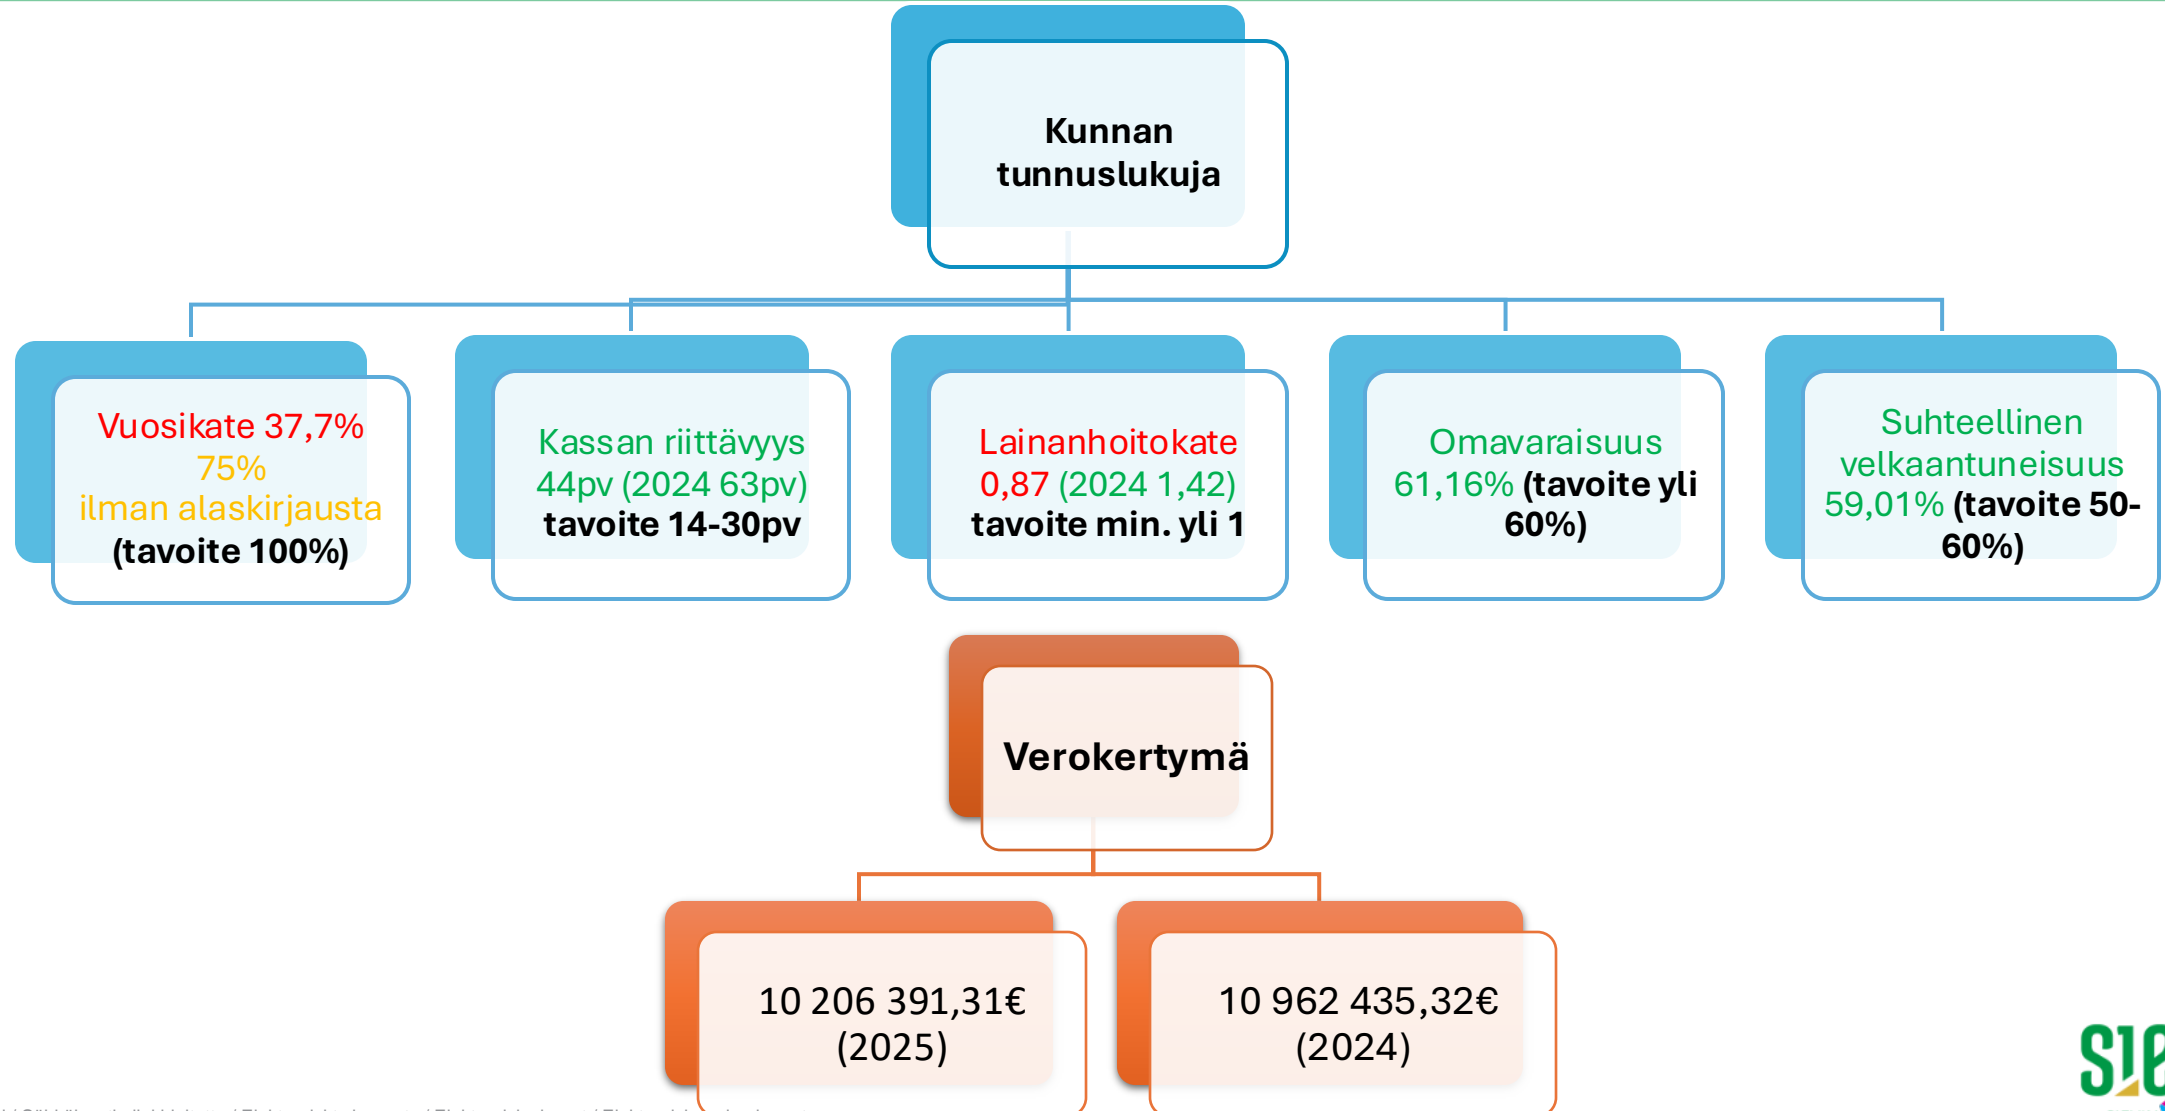 Kunnan
tunnuslukuja
Vuosikate 37,7%
75%
ilman alaskirjausta
(tavoite 100%)
Kassan riittävyys
44pv (2024 63pv)
tavoite 14-30pv
Lainanhoitokate
0,87 (2024 1,42)
tavoite min. yli 1
Omavaraisuus
61,16% (tavoite yli
60%)
Suhteellinen
velkaantuneisuus
59,01% (tavoite 50-
60%)
Verokertymä
10 206 391,31€
(2025)
10 962 435,32€
(2024)